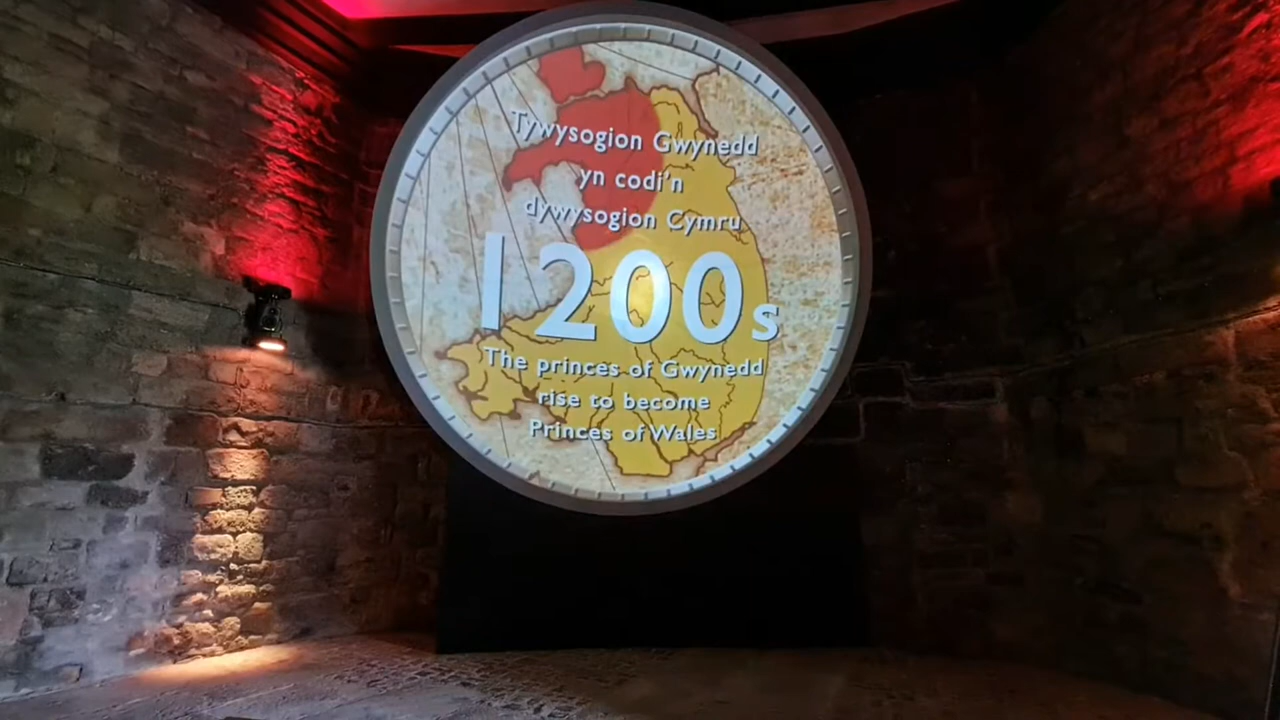 Tywysogion Gwynedd
yn codi'n
dywysogion Cymru
1200s
The princes of Gwynedd
rise to become
Princes of Wales